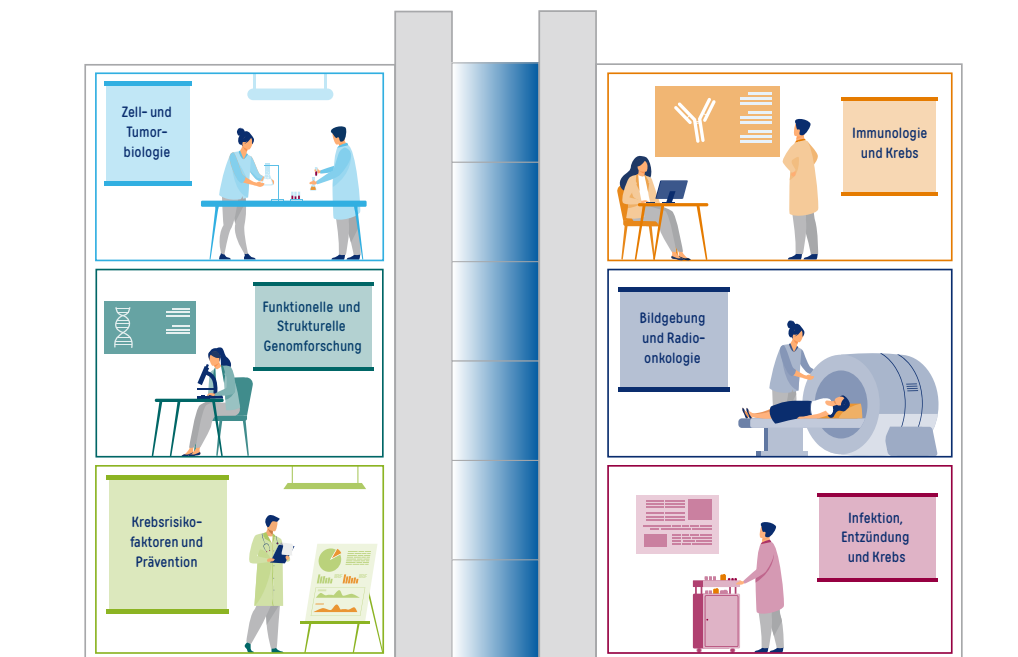 Zell- und
Tumor-
biologie
Immunologie
und Krebs
Funktionelle und
Strukturelle
Genomforschung
Bildgebung
und Radio-
onkologie
Krebsrisiko-
faktoren und
Prävention
Infektion,
Entzündung
und Krebs